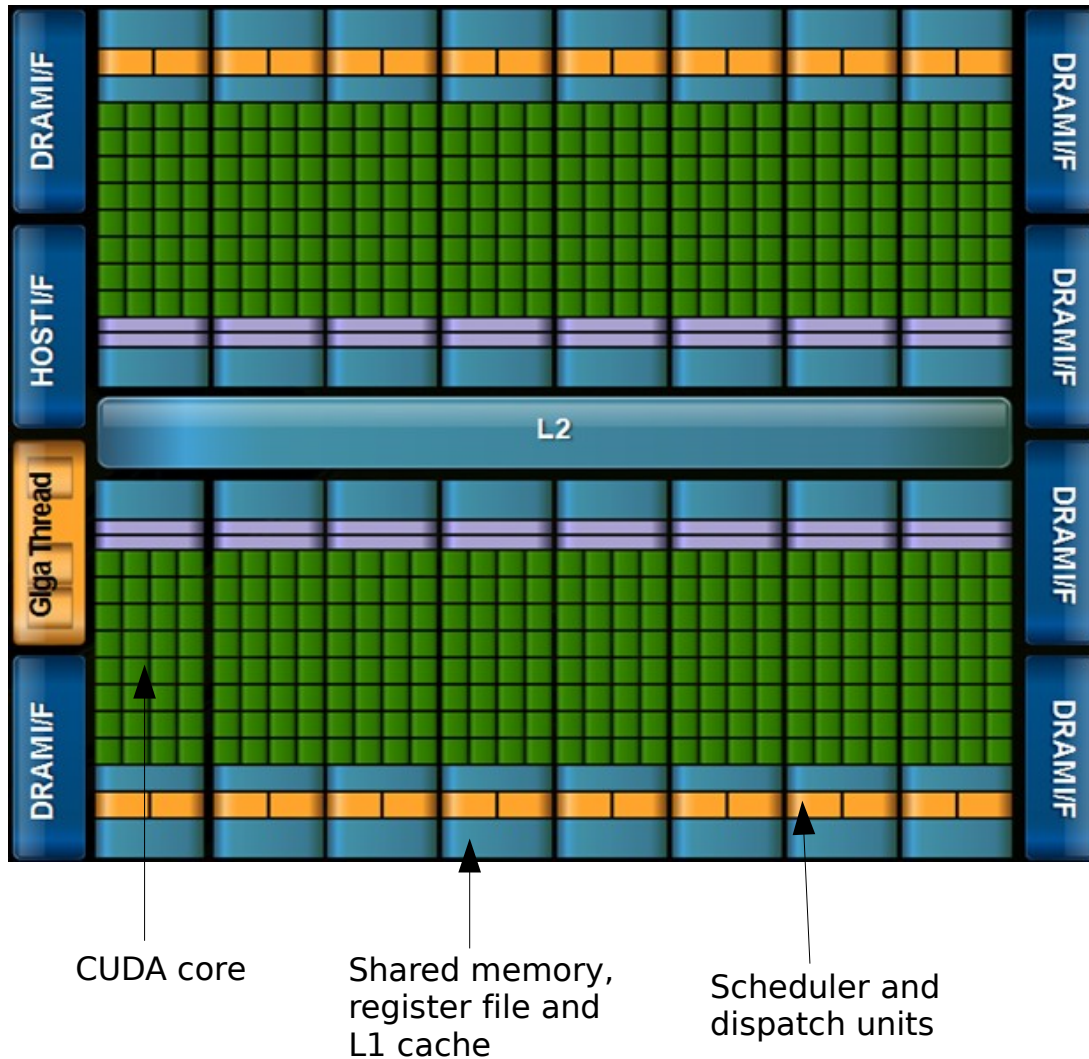 DRAM I/F
HOST I/F
GIga Thread
DRAM I/F
L2
DRAM I/F
DRAM I/F
DRAM I/F
DRAM I/F
CUDA core
Shared memory,
register file and
L1 cache
Scheduler and
dispatch units